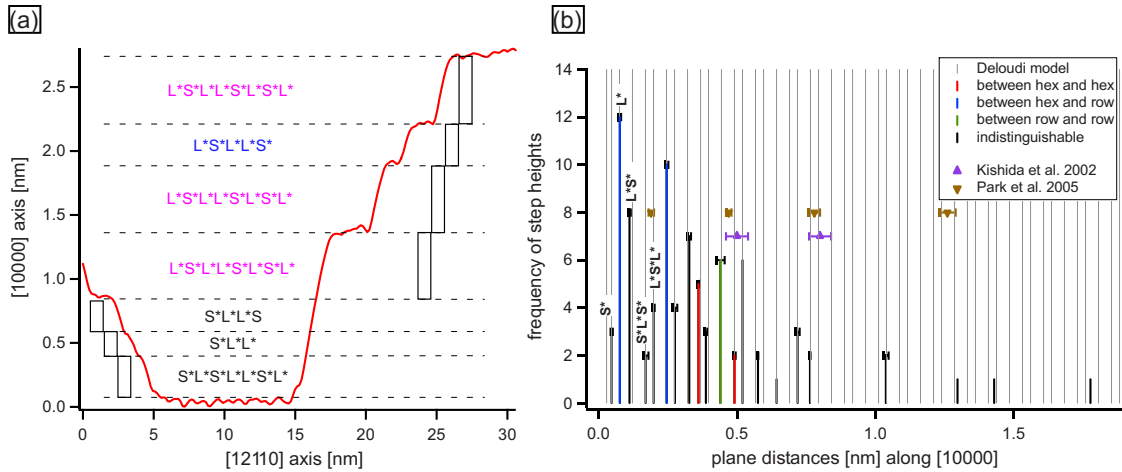 (a)
2.5
2.0
1.5
1.0
0.5
0.0
[10000] axis [nm]
L*S*L*L*S*L*S*L*
L*S*L*L*S*
L*S*L*L*S*L*S*L*
L*S*L*L*S*L*S*L*
S*L*L*S
S*L*L*
S*L*S*L*L*S*L*
0 5 10 15 20 25 30
[12110] axis [nm]
(b)
14
12
10
8
6
4
2
0
frequency of step heights
S*
L*
L*S*
S*L*S*
L*S*L*
Deloudi model
between hex and hex
between hex and row
between row and row
indistinguishable
Kishida et al. 2002
Park et al. 2005
0.0 0.5 1.0 1.5
plane distances [nm] along [10000]